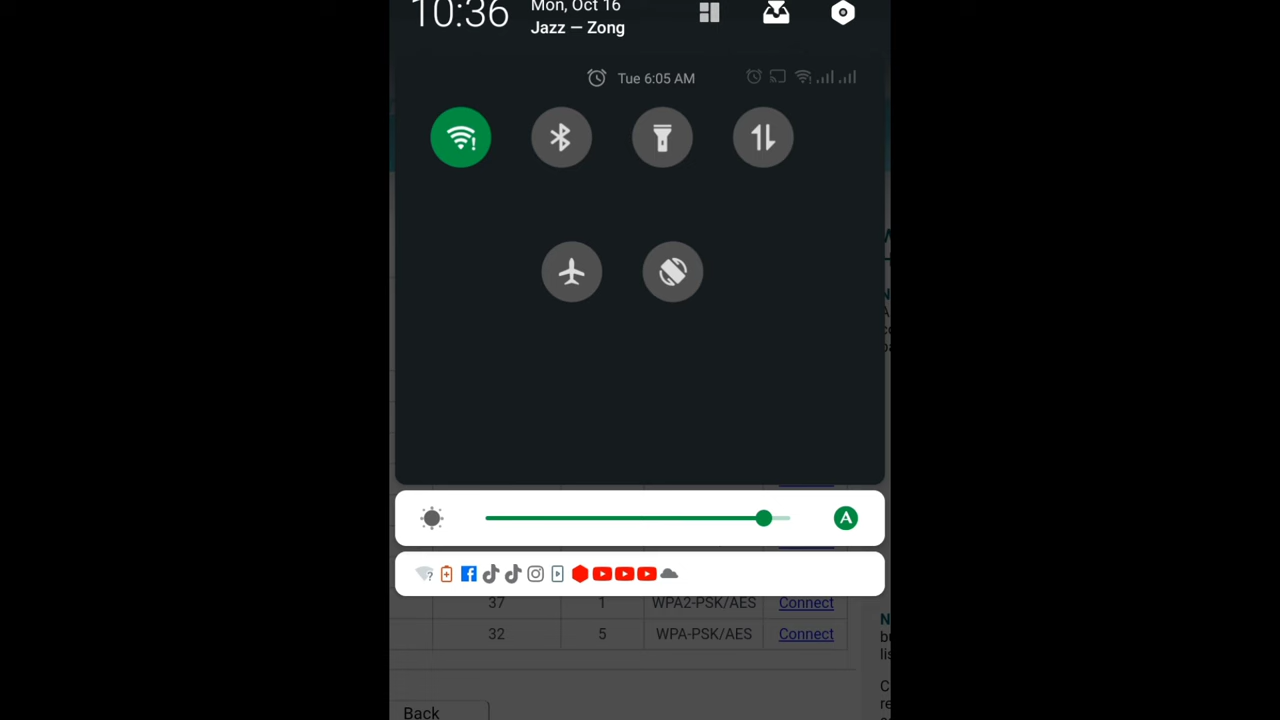 10:36
Mon, Oct 16
Jazz — Zong
Tue 6:05 AM
A
37 1 WPA2-PSK/AES Connect
32 5 WPA-PSK/AES Connect
Back